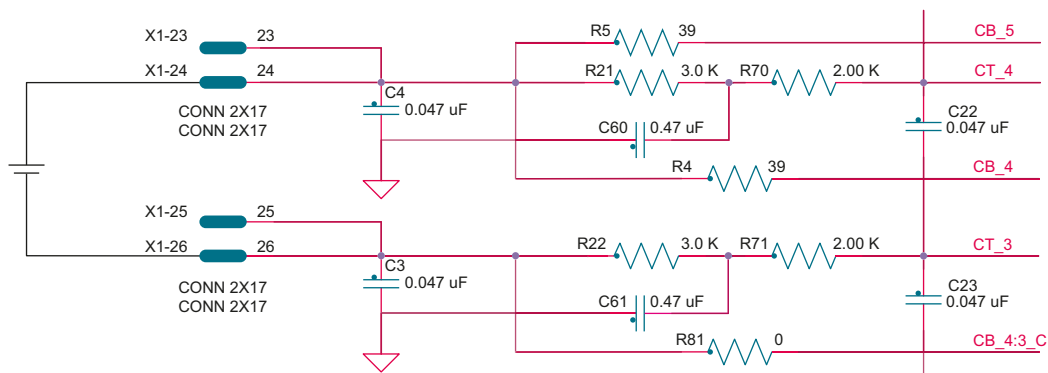 X1-23 23 R5 39 CB_5
X1-24 24 R21 3.0 K R70 2.00 K CT_4
CONN 2X17
CONN 2X17
C4
0.047 uF
C60 0.47 uF
C22
0.047 uF
R4 39 CB_4
X1-25 25
X1-26 26 R22 3.0 K R71 2.00 K CT_3
CONN 2X17
CONN 2X17
C3
0.047 uF
C61 0.47 uF
C23
0.047 uF
R81 0 CB_4:3_C